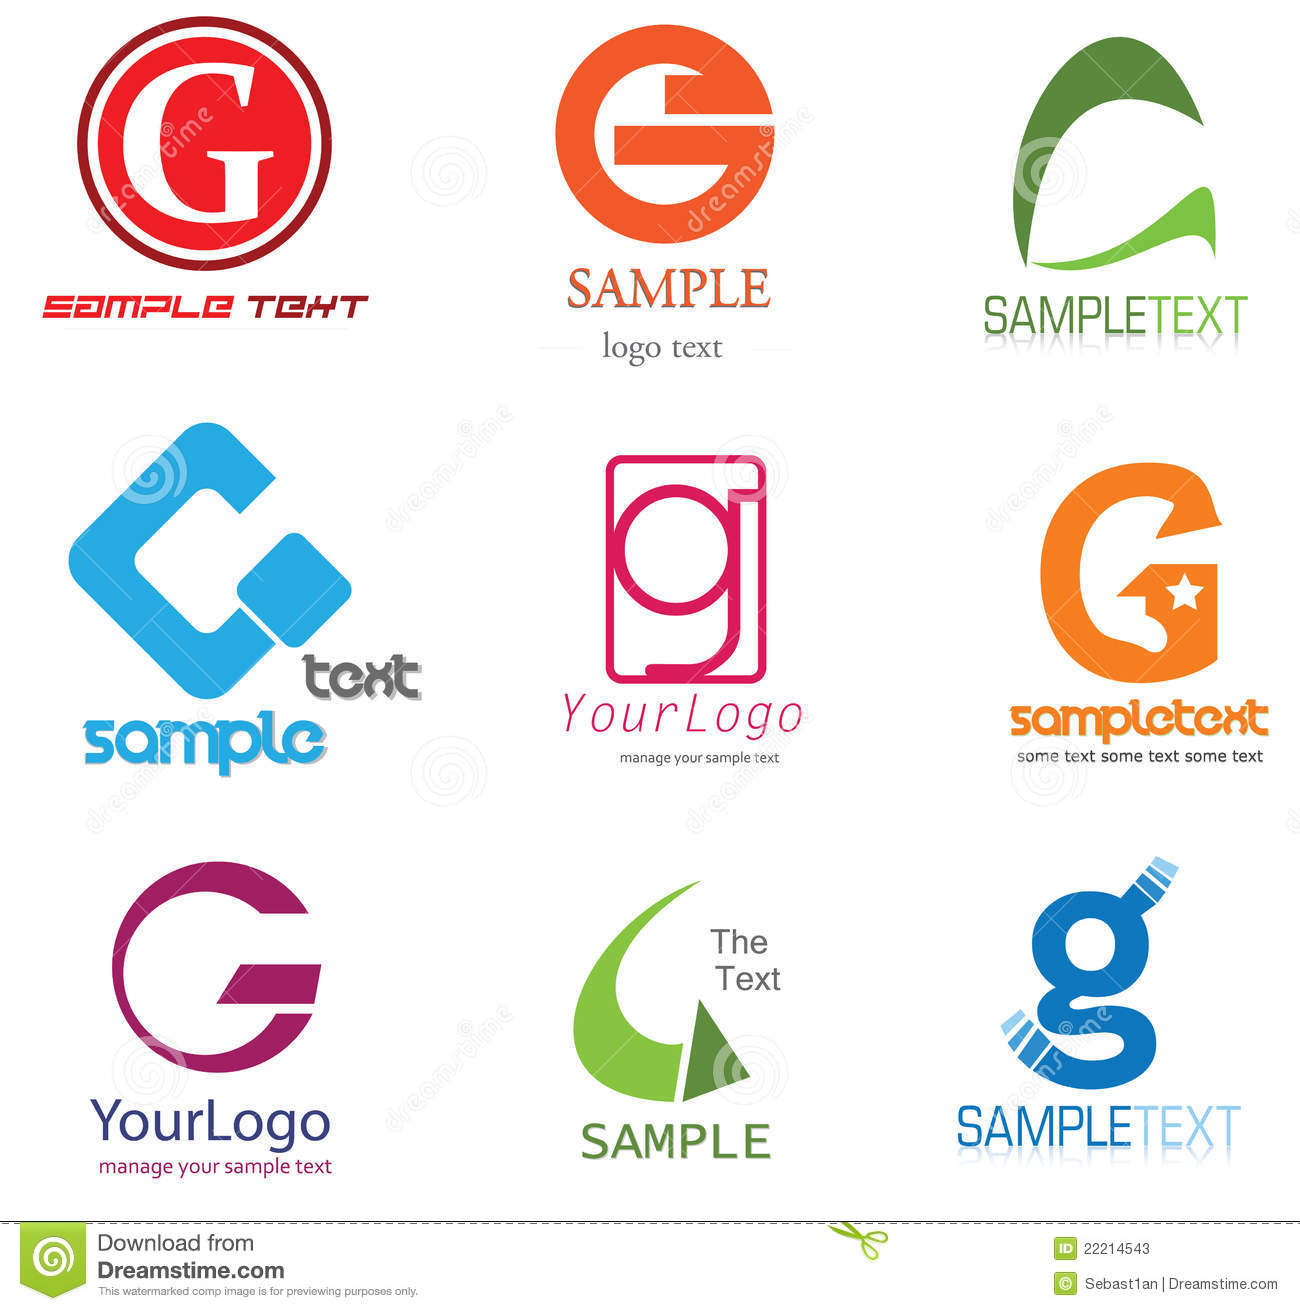 G
SAMPLE TEXT
G
SAMPLE
logo text
SAMPLETEXT
G
text
sample
g
YourLogo
manage your sample text
G
sampletext
some text some text some text
G
YourLogo
manage your sample text
The
Text
SAMPLE
g
SAMPLETEXT
dreamstime
Download from
Dreamstime.com
This watermarked comp image is for previewing purposes only.
ID 22214543
© Sebast1an | Dreamstime.com